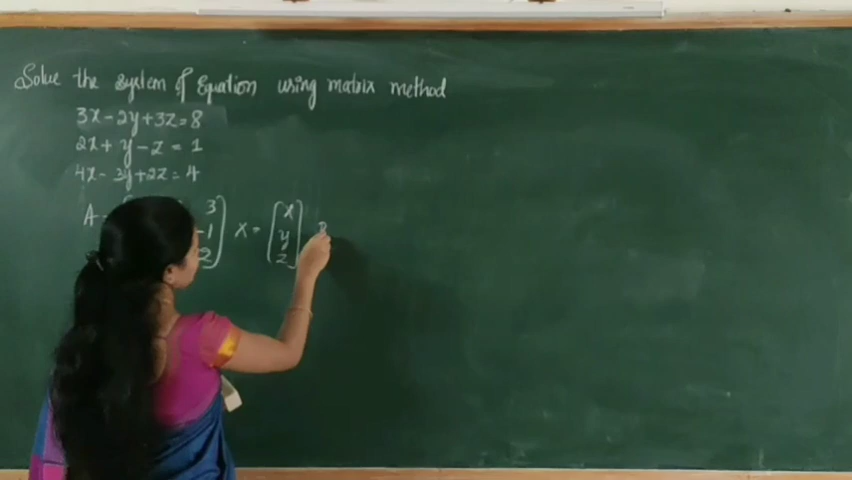 Solve the system of Equation using matrix method
3x-2y+3z=8
2x+y-z=1
4x-3y+2z=4
A= 3 X= [x
-1 y
2] z]